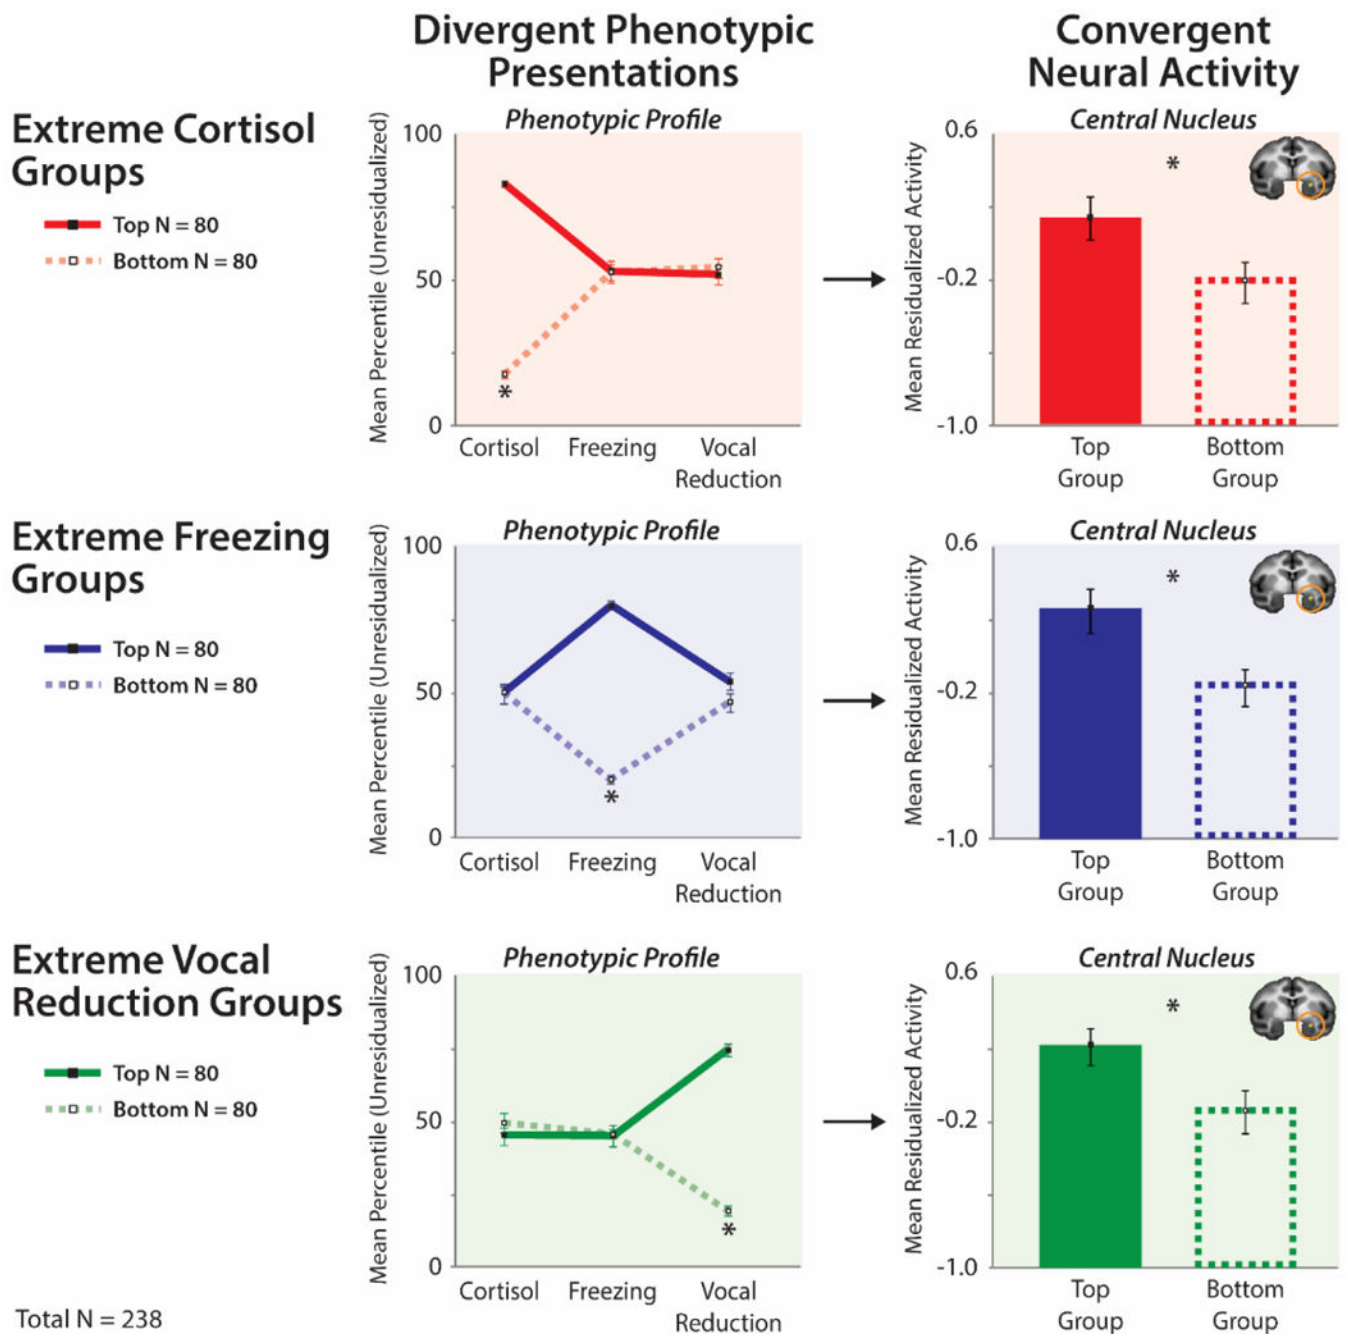 Divergent Phenotypic
Presentations
Convergent
Neural Activity
Extreme Cortisol
Groups
Top N = 80
Bottom N = 80
Phenotypic Profile
Mean Percentile (Unresidualized)
100
50
0
Cortisol
Freezing
Vocal
Reduction
*
Central Nucleus
Mean Residualized Activity
0.6
-0.2
-1.0
*
Top
Group
Bottom
Group
Extreme Freezing
Groups
Top N = 80
Bottom N = 80
Phenotypic Profile
Mean Percentile (Unresidualized)
100
50
0
Cortisol
Freezing
Vocal
Reduction
*
Central Nucleus
Mean Residualized Activity
0.6
-0.2
-1.0
*
Top
Group
Bottom
Group
Extreme Vocal
Reduction Groups
Top N = 80
Bottom N = 80
Phenotypic Profile
Mean Percentile (Unresidualized)
100
50
0
Cortisol
Freezing
Vocal
Reduction
*
Central Nucleus
Mean Residualized Activity
0.6
-0.2
-1.0
*
Top
Group
Bottom
Group
Total N = 238